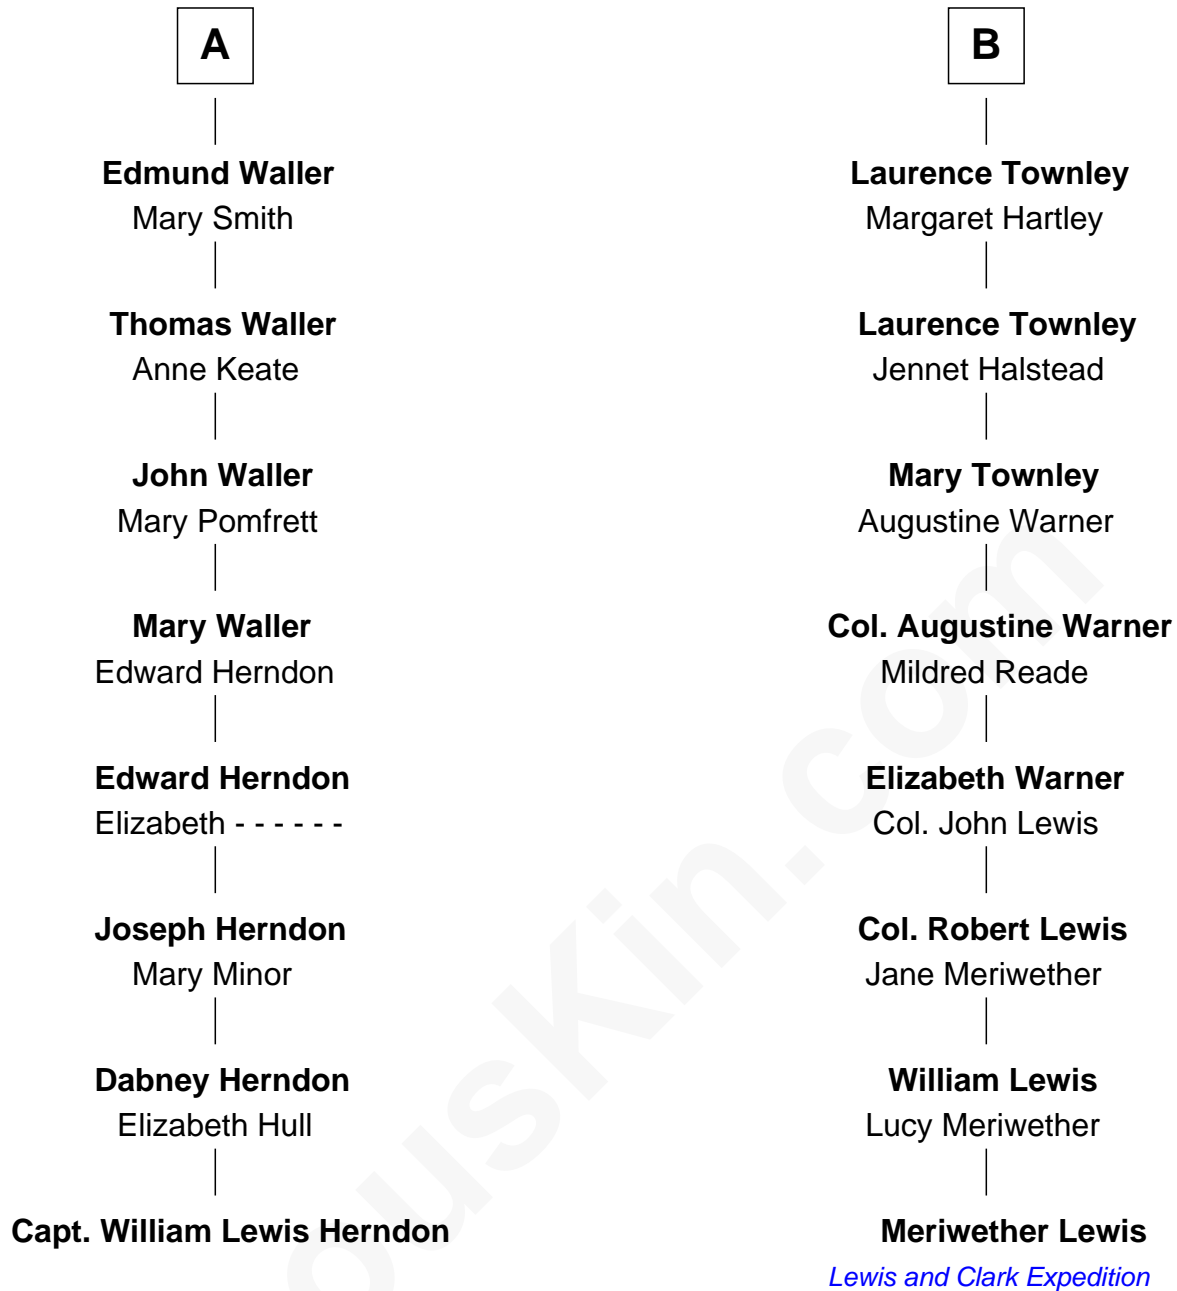 A
Edmund Waller
Mary Smith
Thomas Waller
Anne Keate
John Waller
Mary Pomfrett
Mary Waller
Edward Herndon
Edward Herndon
Elizabeth - - - - - -
Joseph Herndon
Mary Minor
Dabney Herndon
Elizabeth Hull
Capt. William Lewis Herndon
B
Laurence Townley
Margaret Hartley
Laurence Townley
Jennet Halstead
Mary Townley
Augustine Warner
Col. Augustine Warner
Mildred Reade
Elizabeth Warner
Col. John Lewis
Col. Robert Lewis
Jane Meriwether
William Lewis
Lucy Meriwether
Meriwether Lewis
Lewis and Clark Expedition
ousKin.com